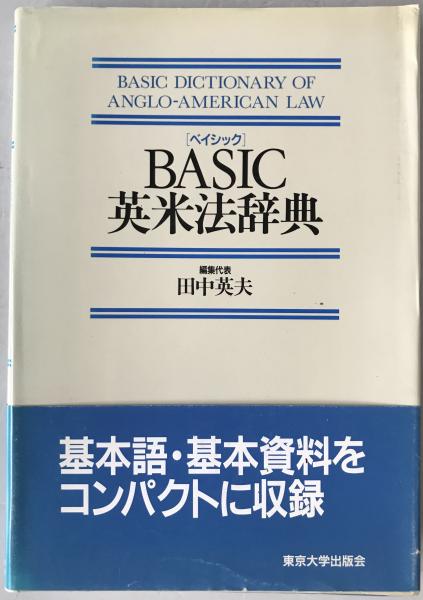 BASIC DICTIONARY OF
ANGLO-AMERICAN LAW
[ベイシック]
BASIC
英米法辞典
編集代表
田中英夫
基本語・基本資料を
コンパクトに収録
東京大学出版会